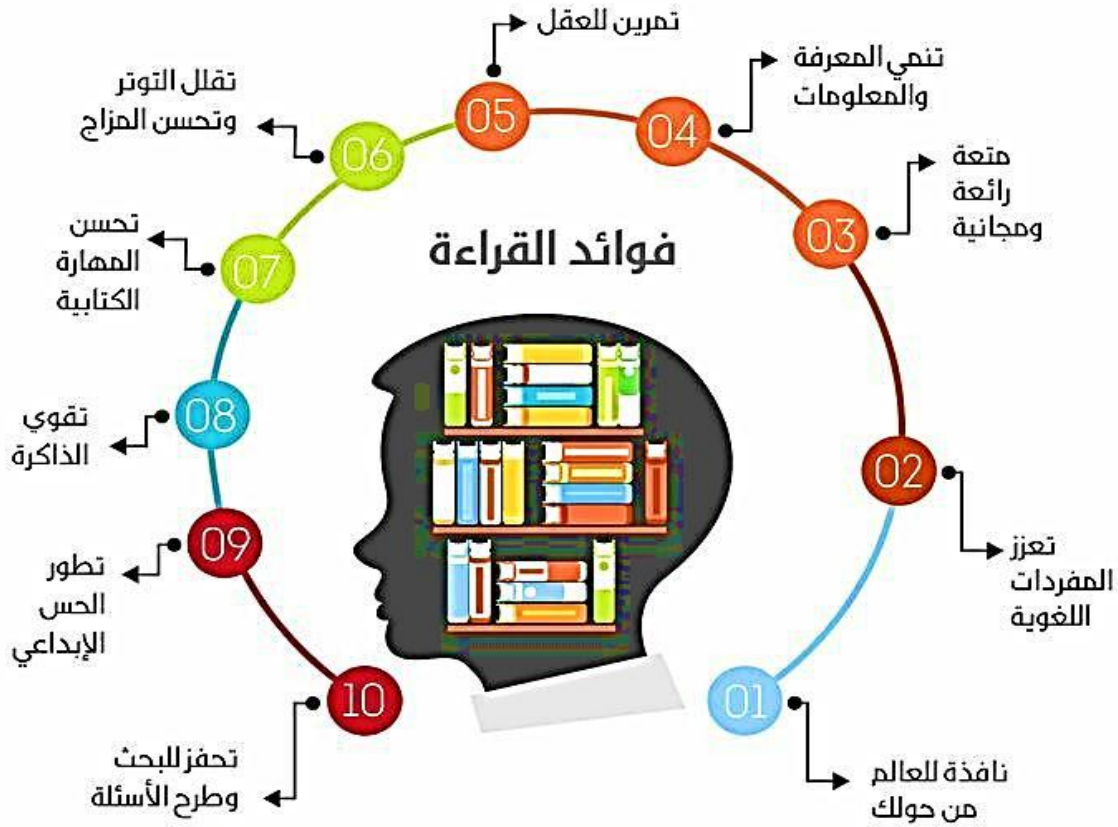 فوائد القراءة
01
نافذة للعالم
من حولك
02
تعزز
المفردات
اللغوية
03
متعة
رائعة
ومجانية
04
تنمي المعرفة
والمعلومات
05
تمرين للعقل
06
تقلل التوتر
وتحسن المزاج
07
تحسن
المهارة
الكتابية
08
تقوي
الذاكرة
09
تطور
الحس
الإبداعي
10
تحفز للبحث
وطرح الأسئلة